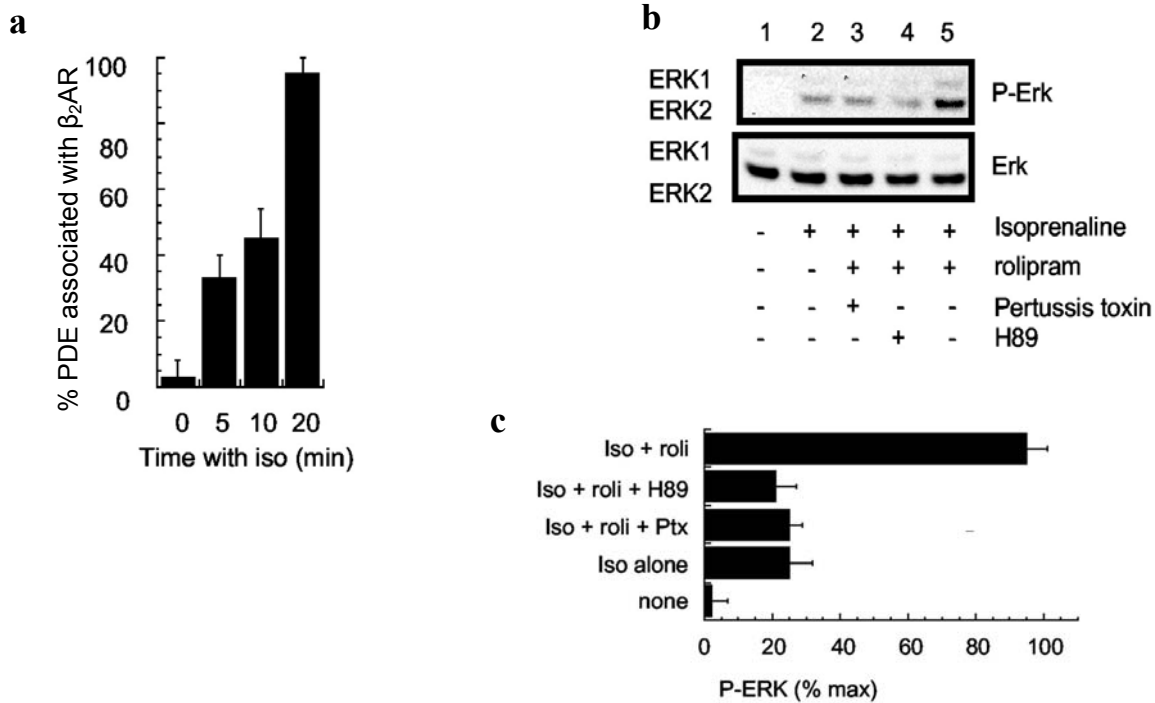 a
% PDE associated with β₂AR
100
80
60
40
20
0
0 5 10 20
Time with iso (min)
b
1 2 3 4 5
ERK1
ERK2
P-Erk
ERK1
ERK2
Erk
- + + + + Isoprenaline
- - + + + rolipram
- - + - - Pertussis toxin
- - - + - H89
c
Iso + roli
Iso + roli + H89
Iso + roli + Ptx
Iso alone
none
0 20 40 60 80 100
P-ERK (% max)